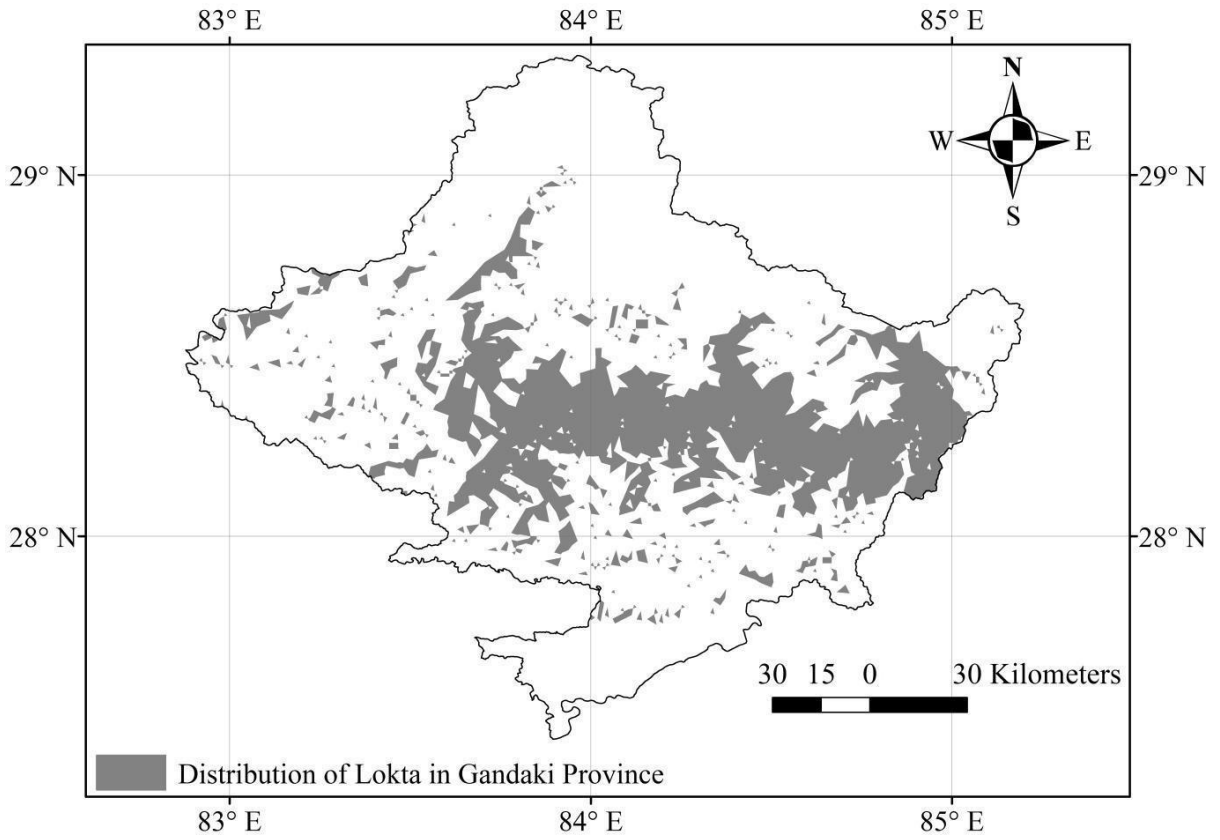 83° E 84° E 85° E
N
W E
S
29° N 29° N
28° N 28° N
30 15 0 30 Kilometers
Distribution of Lokta in Gandaki Province
83° E 84° E 85° E